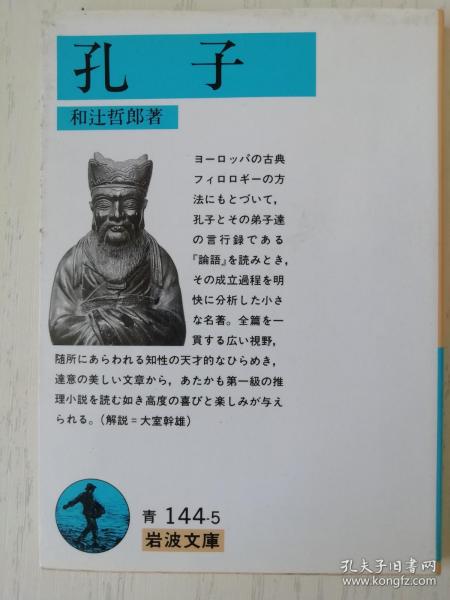 孔子
和辻哲郎著
ヨーロッパの古典
フィロロギーの方
法にもとづいて,
孔子とその弟子達
の言行録である
『論語』を読みとき,
その成立過程を明
快に分析した小さ
な名著。全篇を一
貫する広い視野,
随所にあらわれる知性の天才的なひらめき,
達意の美しい文章から, あたかも第一級の推
理小説を読む如き高度の喜びと楽しみが与え
られる。(解説=大室幹雄)
青 144-5
岩波文庫
孔夫子旧书网
https://book.kongfz.com/